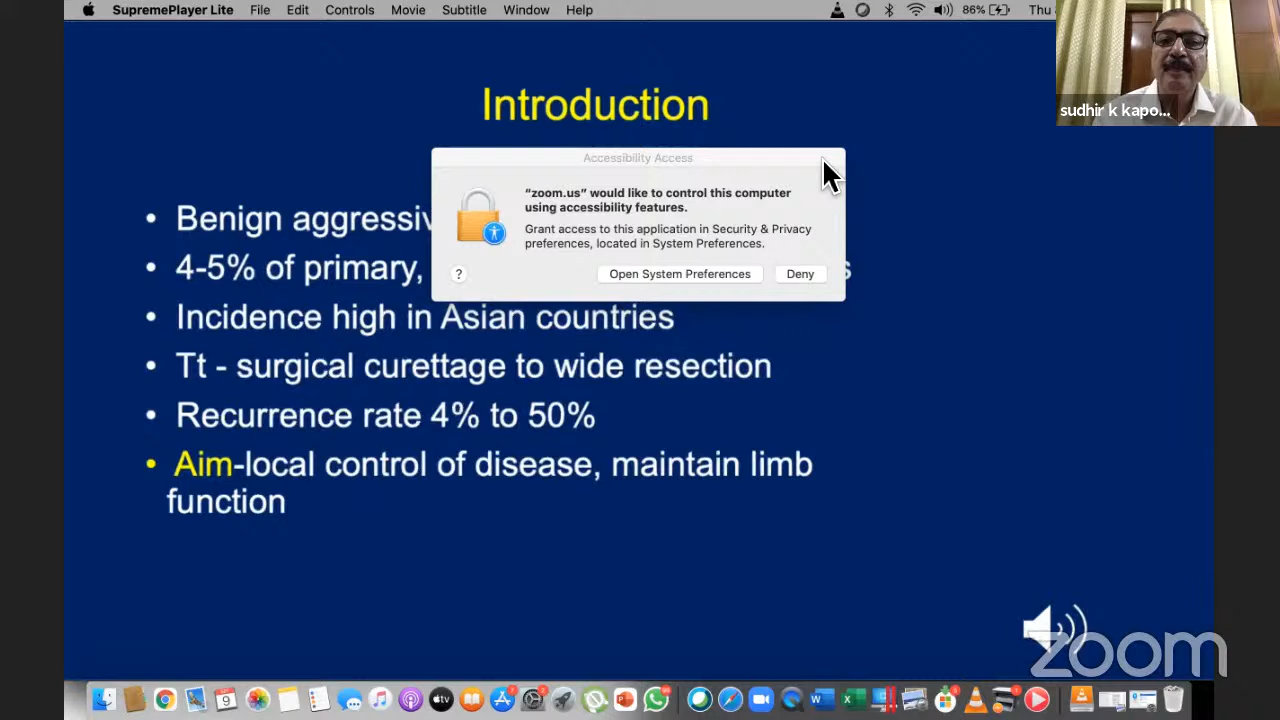 SupremePlayer Lite File Edit Controls Movie Subtitle Window Help 86% Thu
sudhir k kapo...
Introduction
Accessibility Access
“zoom.us” would like to control this computer
using accessibility features.
Grant access to this application in Security & Privacy
preferences, located in System Preferences.
? Open System Preferences Deny
• Benign aggressiv
• 4-5% of primary,
• Incidence high in Asian countries
• Tt - surgical curettage to wide resection
• Recurrence rate 4% to 50%
• Aim-local control of disease, maintain limb
function
zoom